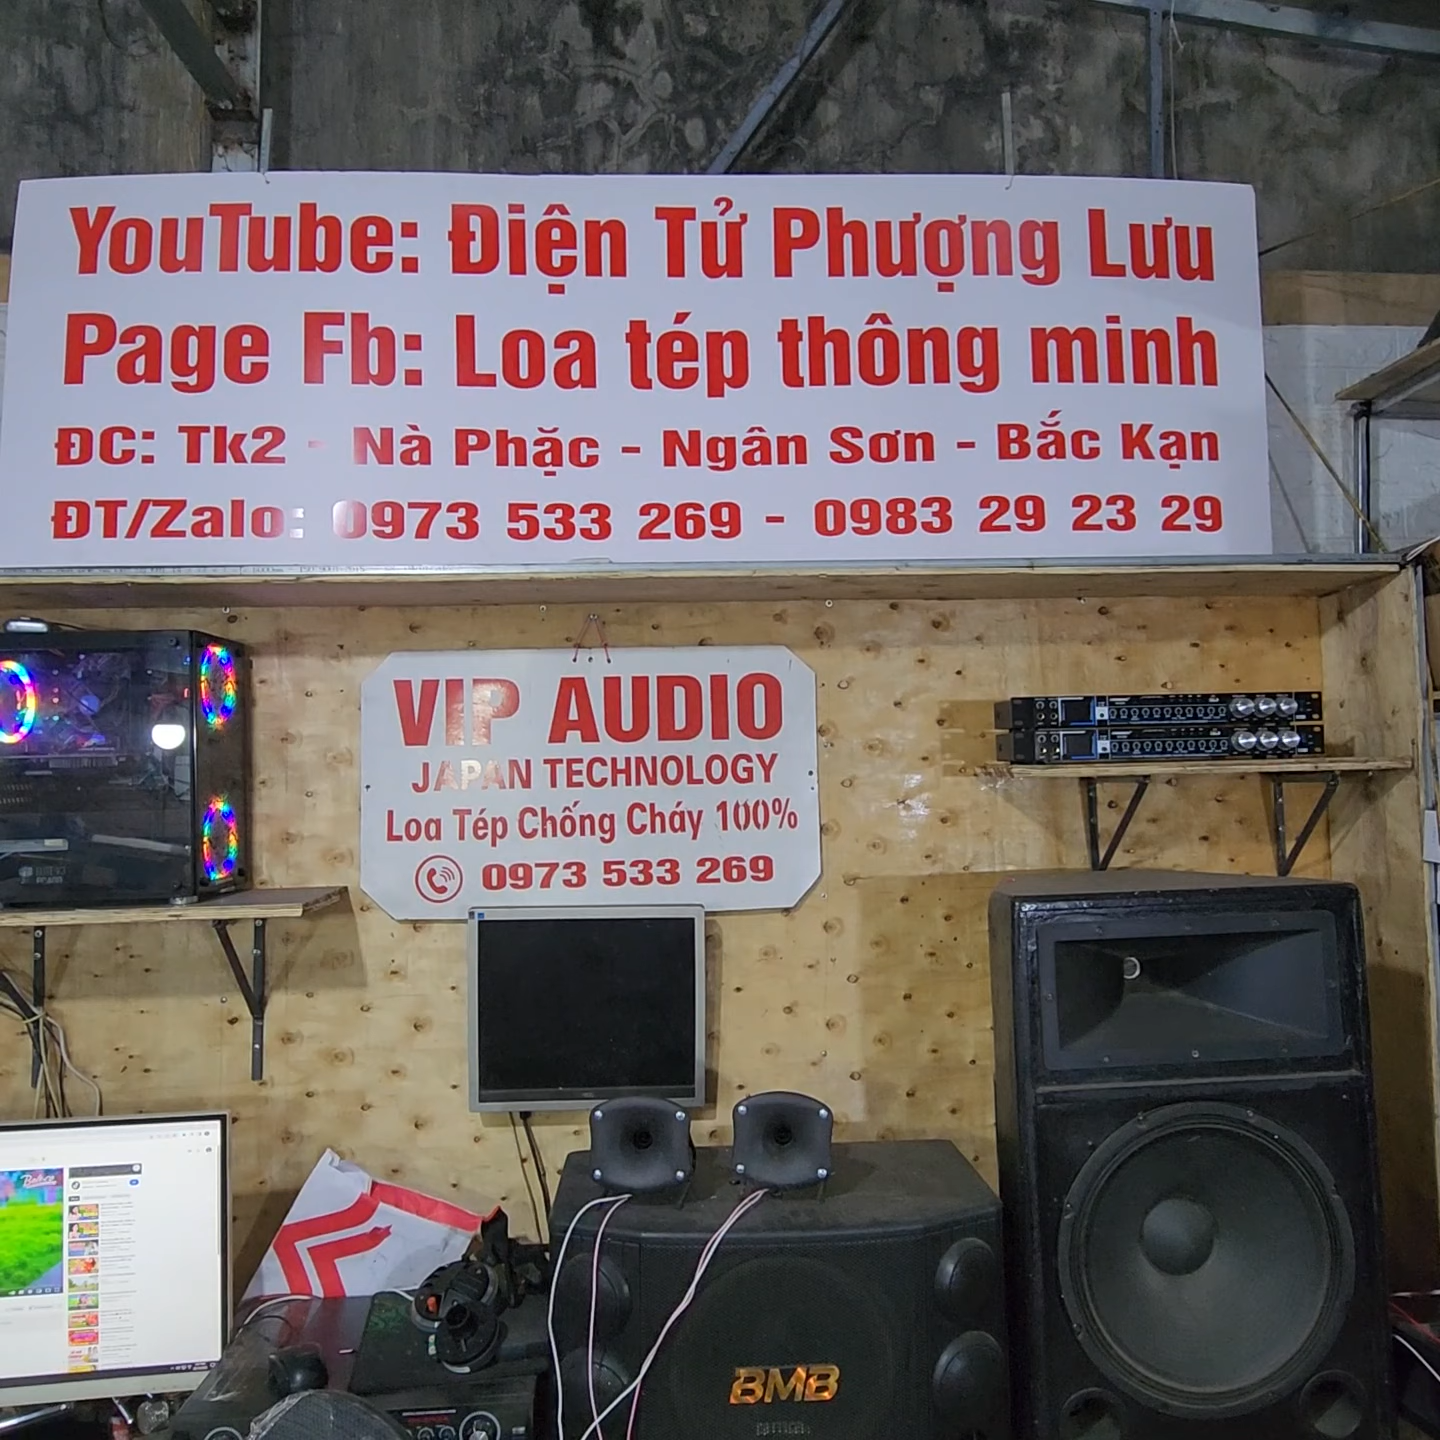 YouTube: Điện Tử Phượng Lưu
Page Fb: Loa tép thông minh
ĐC: Tk2 - Nà Phặc - Ngân Sơn - Bắc Kạn
ĐT/Zalo: 0973 533 269 - 0983 29 23 29
VIP AUDIO
JAPAN TECHNOLOGY
Loa Tép Chống Cháy 100%
0973 533 269
BMB